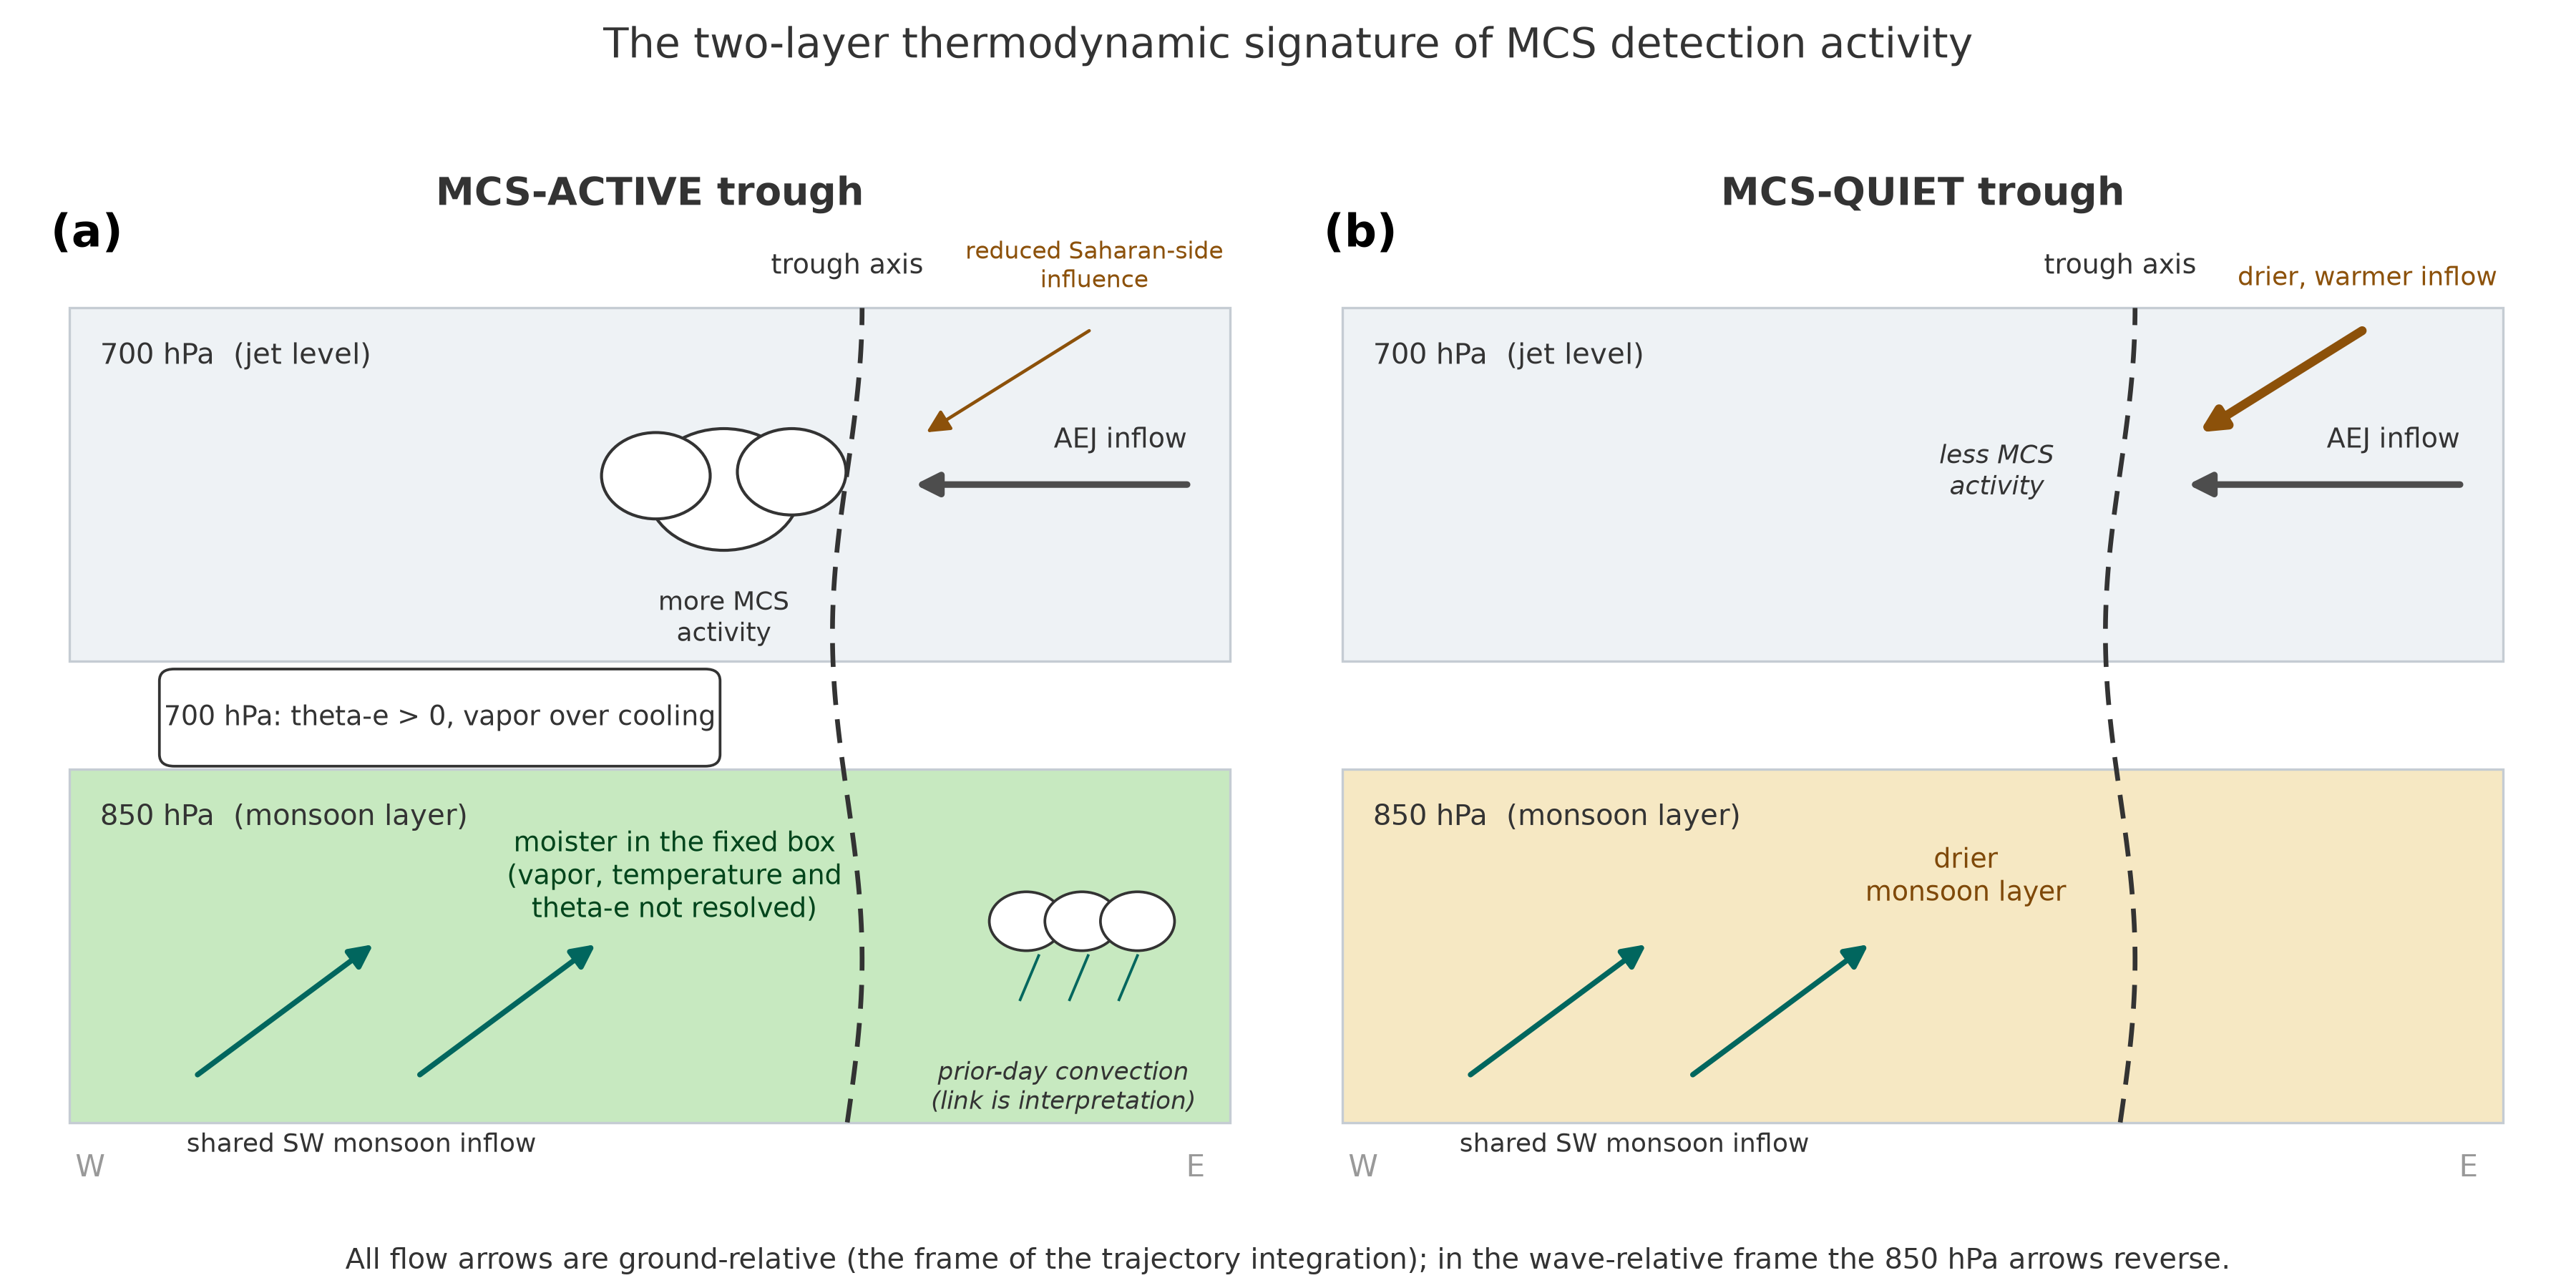 The two-layer thermodynamic signature of MCS detection activity
MCS-ACTIVE trough
(a)
trough axis
reduced Saharan-side
influence
700 hPa  (jet level)
AEJ inflow
more MCS
activity
700 hPa: theta-e > 0, vapor over cooling
850 hPa  (monsoon layer)
moister in the fixed box
(vapor, temperature and
theta-e not resolved)
prior-day convection
(link is interpretation)
shared SW monsoon inflow
W
E
MCS-QUIET trough
(b)
trough axis
drier, warmer inflow
700 hPa  (jet level)
AEJ inflow
less MCS
activity
850 hPa  (monsoon layer)
drier
monsoon layer
shared SW monsoon inflow
W
E
All flow arrows are ground-relative (the frame of the trajectory integration); in the wave-relative frame the 850 hPa arrows reverse.